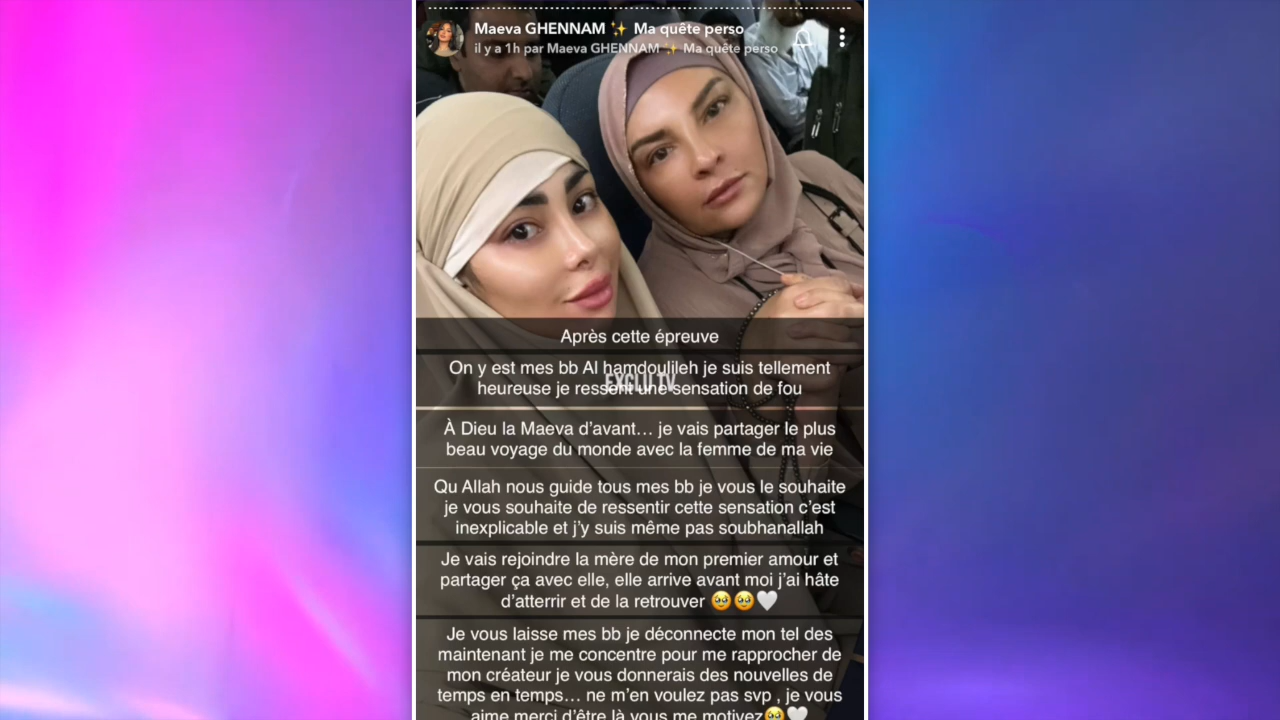 Maeva GHENNAM ✨ Ma quête perso
il y a 1h par Maeva GHENNAM ✨ Ma quête perso
Après cette épreuve
On y est mes bb Al hamdoulileh je suis tellement
heureuse je ressent une sensation de fou
EXCLU TV
À Dieu la Maeva d’avant… je vais partager le plus
beau voyage du monde avec la femme de ma vie
Qu Allah nous guide tous mes bb je vous le souhaite
je vous souhaite de ressentir cette sensation c’est
inexplicable et j’y suis même pas soubhanallah
Je vais rejoindre la mère de mon premier amour et
partager ça avec elle, elle arrive avant moi j’ai hâte
d’atterrir et de la retrouver 🥹🥹🤍
Je vous laisse mes bb je déconnecte mon tel des
maintenant je me concentre pour me rapprocher de
mon créateur je vous donnerais des nouvelles de
temps en temps… ne m’en voulez pas svp , je vous
aime merci d’être là vous me motivez🥹🤍